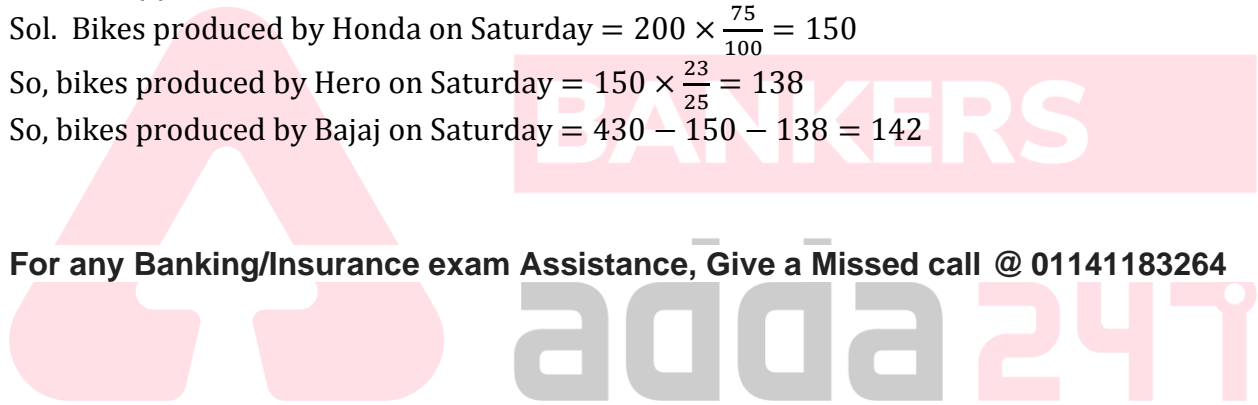 Sol. Bikes produced by Honda on Saturday = 200 × 75/100 = 150
So, bikes produced by Hero on Saturday = 150 × 23/25 = 138
So, bikes produced by Bajaj on Saturday = 430 − 150 − 138 = 142
BANKERS
For any Banking/Insurance exam Assistance, Give a Missed call @ 01141183264
adda 247